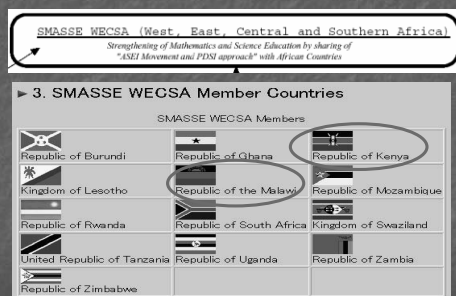 SMASSE WECSA (West, East, Central and Southern Africa)
Strengthening of Mathematics and Science Education by sharing of
"ASEI Movement and PDSI approach" with African Countries
► 3. SMASSE WECSA Member Countries
SMASSE WECSA Members
Republic of Burundi
Republic of Ghana
Republic of Kenya
Kingdom of Lesotho
Republic of the Malawi
Republic of Mozambique
Republic of Rwanda
Republic of South Africa
Kingdom of Swaziland
United Republic of Tanzania
Republic of Uganda
Republic of Zambia
Republic of Zimbabwe